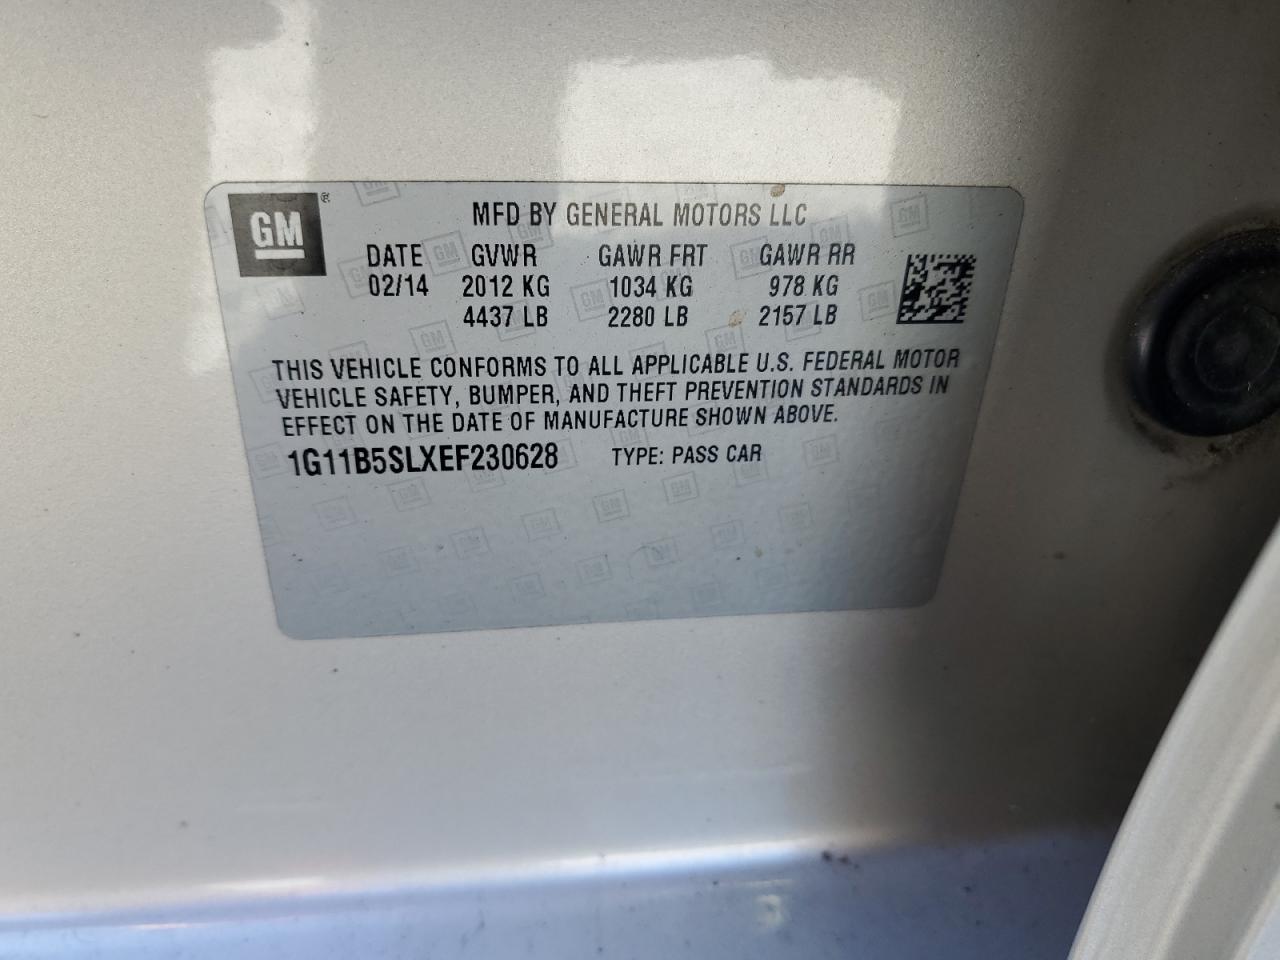 GM®
MFD BY GENERAL MOTORS LLC
DATE GVWR GAWR FRT GAWR RR
02/14 2012 KG 1034 KG 978 KG
4437 LB 2280 LB 2157 LB
THIS VEHICLE CONFORMS TO ALL APPLICABLE U.S. FEDERAL MOTOR
VEHICLE SAFETY, BUMPER, AND THEFT PREVENTION STANDARDS IN
EFFECT ON THE DATE OF MANUFACTURE SHOWN ABOVE.
1G11B5SLXEF230628 TYPE: PASS CAR